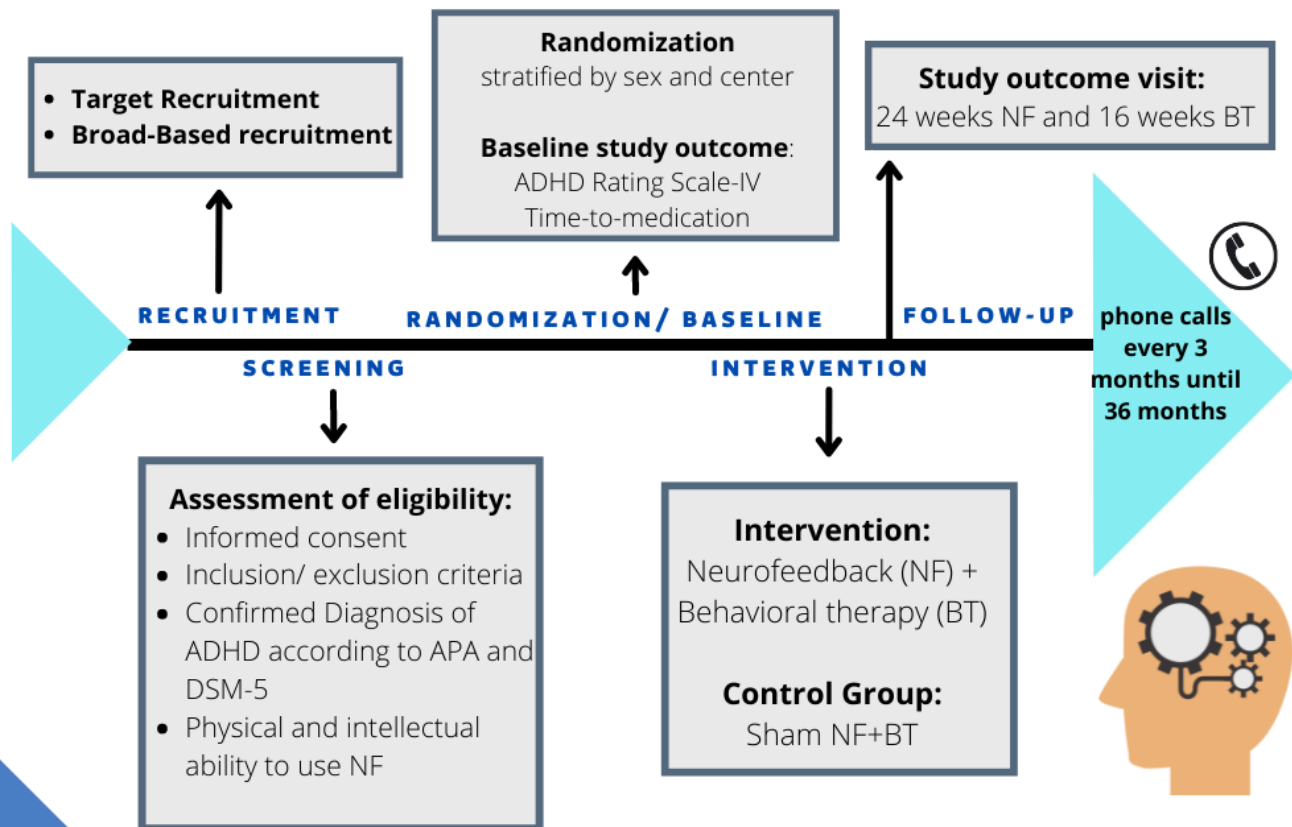 • Target Recruitment
• Broad-Based recruitment
Randomization
stratified by sex and center
Baseline study outcome:
ADHD Rating Scale-IV
Time-to-medication
Study outcome visit:
24 weeks NF and 16 weeks BT
RECRUITMENT
SCREENING
RANDOMIZATION/ BASELINE
INTERVENTION
FOLLOW-UP
phone calls
every 3
months until
36 months
Assessment of eligibility:
• Informed consent
• Inclusion/ exclusion criteria
• Confirmed Diagnosis of
ADHD according to APA and
DSM-5
• Physical and intellectual
ability to use NF
Intervention:
Neurofeedback (NF) +
Behavioral therapy (BT)
Control Group:
Sham NF+BT